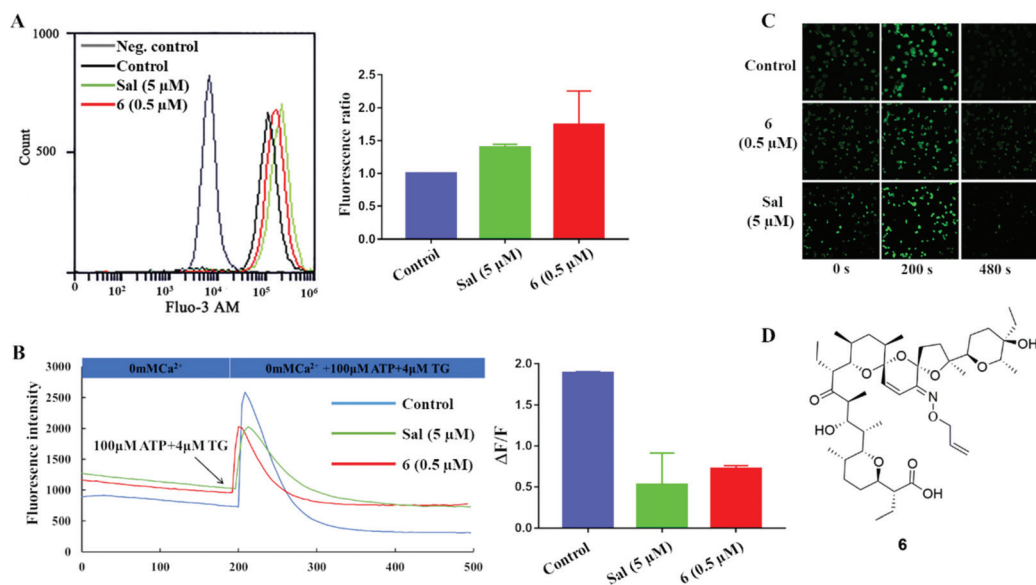 A
1000
500
0
Count
Neg. control
Control
Sal (5 μM)
6 (0.5 μM)
0 10² 10³ 10⁴ 10⁵ 10⁶
Fluo-3 AM
2.5
2.0
1.5
1.0
0.5
0.0
Fluorescence ratio
Control
Sal (5 μM)
6 (0.5 μM)
B
0mMCa²⁺
0mMCa²⁺ +100μM ATP+4μM TG
3000
2500
2000
1500
1000
500
0
Fluorescence intensity
100μM ATP+4μM TG
Control
Sal (5 μM)
6 (0.5 μM)
0 100 200 300 400 500
2.0
1.5
1.0
0.5
0.0
ΔF/F
Control
Sal (5 μM)
6 (0.5 μM)
C
Control
6
(0.5 μM)
Sal
(5 μM)
0 s 200 s 480 s
D
OH
O
O
O
O
O
O
N
O
HO
O
O
OH
6